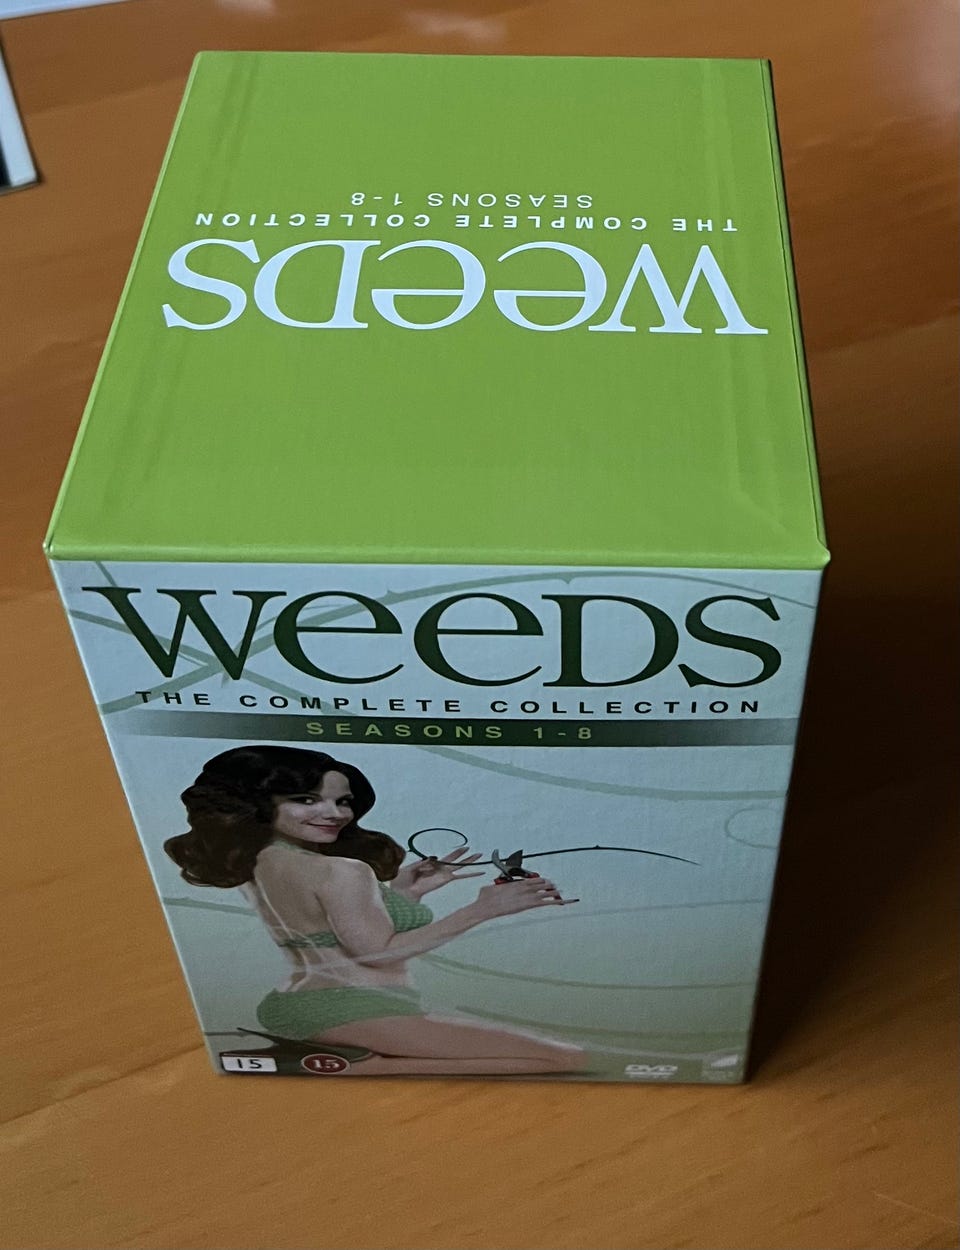 WEEDS
THE COMPLETE COLLECTION
SEASONS 1-8
WEEDS
THE COMPLETE COLLECTION
SEASONS 1-8
15
15
DVD